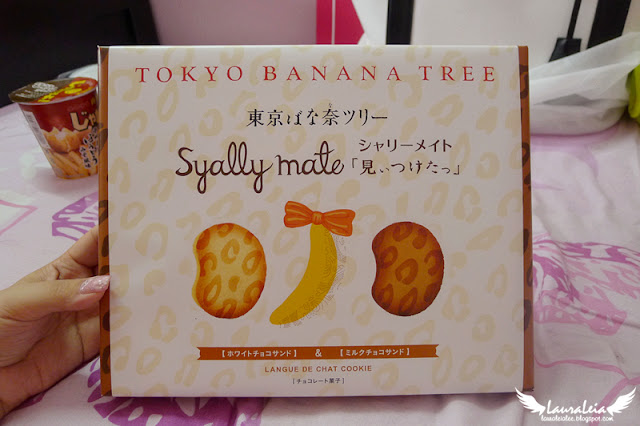 TOKYO BANANA TREE
東京ばな奈ツリー
Syally mate
シャリーメイト
「見ぃつけたっ」
【ホワイトチョコサンド】 & 【ミルクチョコサンド】
LANGUE DE CHAT COOKIE
[チョコレート菓子]
じゃ
LauraLeia
lauraleialee.blogspot.com